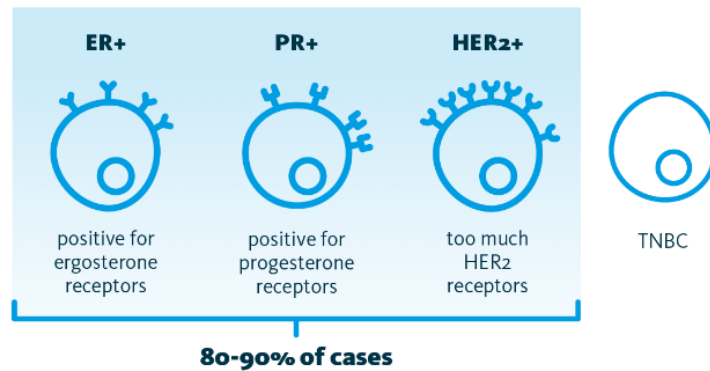 ER+
PR+
HER2+
positive for
ergosterone
receptors
positive for
progesterone
receptors
too much
HER2
receptors
TNBC
80-90% of cases